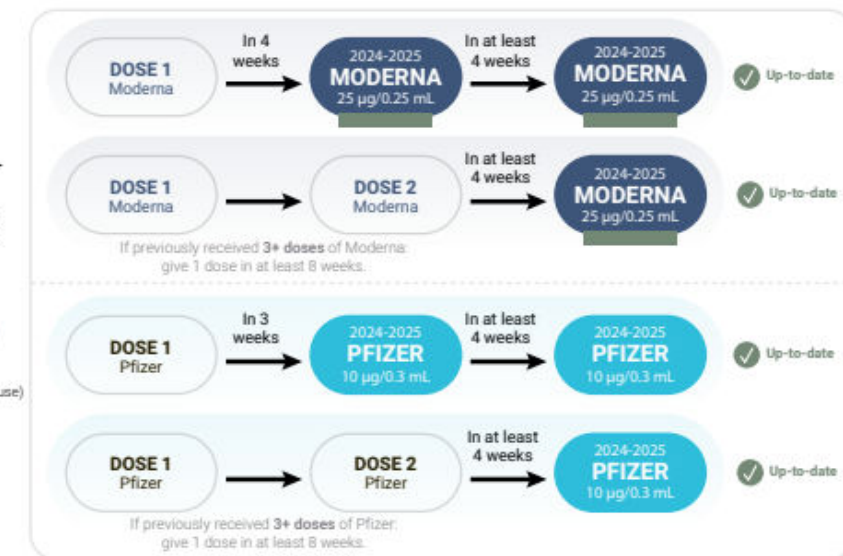 In 4
weeks
In at least
4 weeks
DOSE 1
Moderna
2024-2025
MODERNA
25 µg/0.25 mL
2024-2025
MODERNA
25 µg/0.25 mL
Up-to-date
In at least
4 weeks
DOSE 1
Moderna
DOSE 2
Moderna
2024-2025
MODERNA
25 µg/0.25 mL
Up-to-date
If previously received 3+ doses of Moderna:
give 1 dose in at least 8 weeks.
In 3
weeks
In at least
4 weeks
DOSE 1
Pfizer
2024-2025
PFIZER
10 µg/0.3 mL
2024-2025
PFIZER
10 µg/0.3 mL
Up-to-date
use)
In at least
4 weeks
DOSE 1
Pfizer
DOSE 2
Pfizer
2024-2025
PFIZER
10 µg/0.3 mL
Up-to-date
If previously received 3+ doses of Pfizer:
give 1 dose in at least 8 weeks.